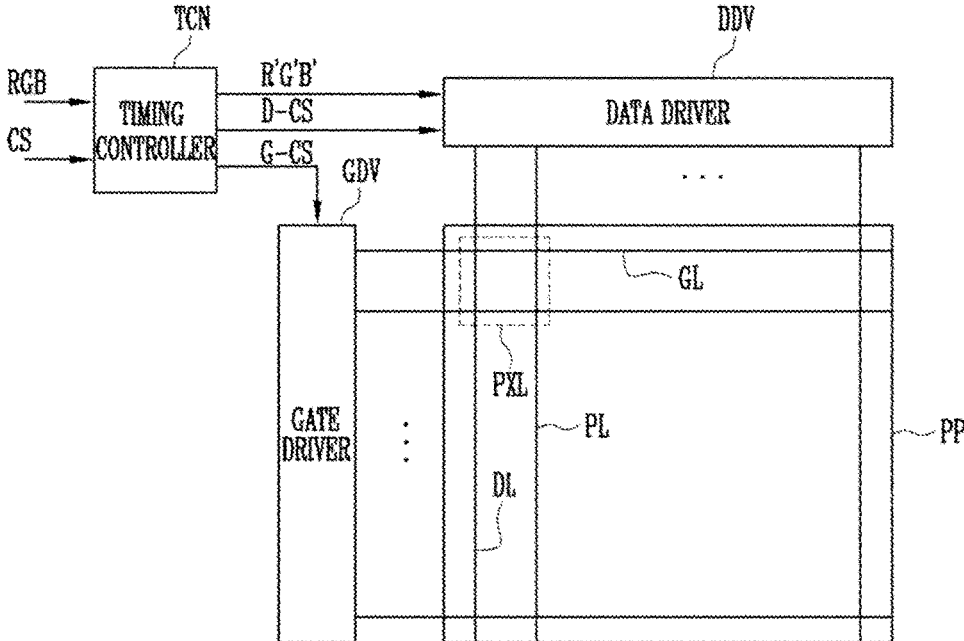 TCN
DDV
RGB
CS
TIMING
CONTROLLER
R'G'B'
D-CS
G-CS
DATA DRIVER
. . .
GDV
GL
PXL
GATE
DRIVER
PL
PP
DL